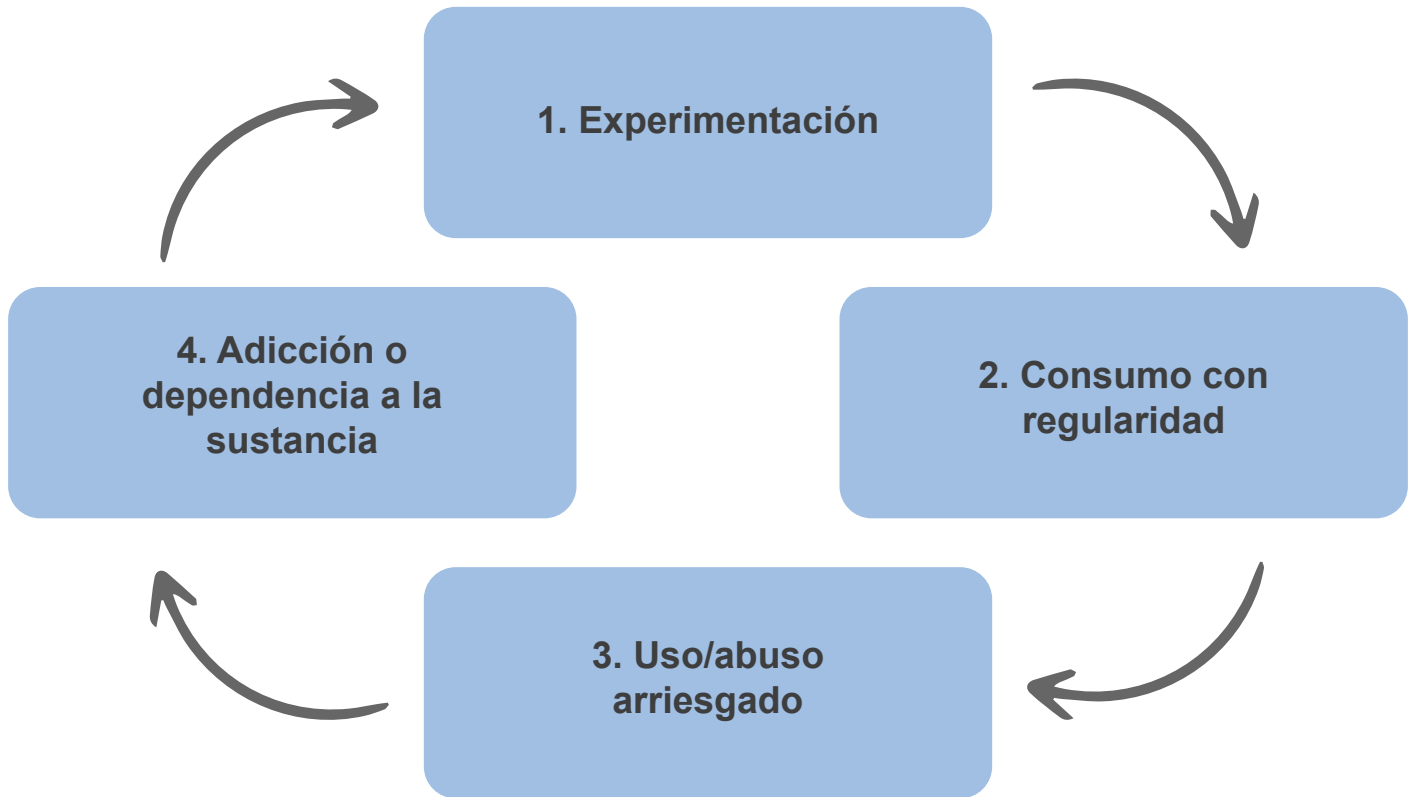 1. Experimentación
2. Consumo con
regularidad
3. Uso/abuso
arriesgado
4. Adicción o
dependencia a la
sustancia